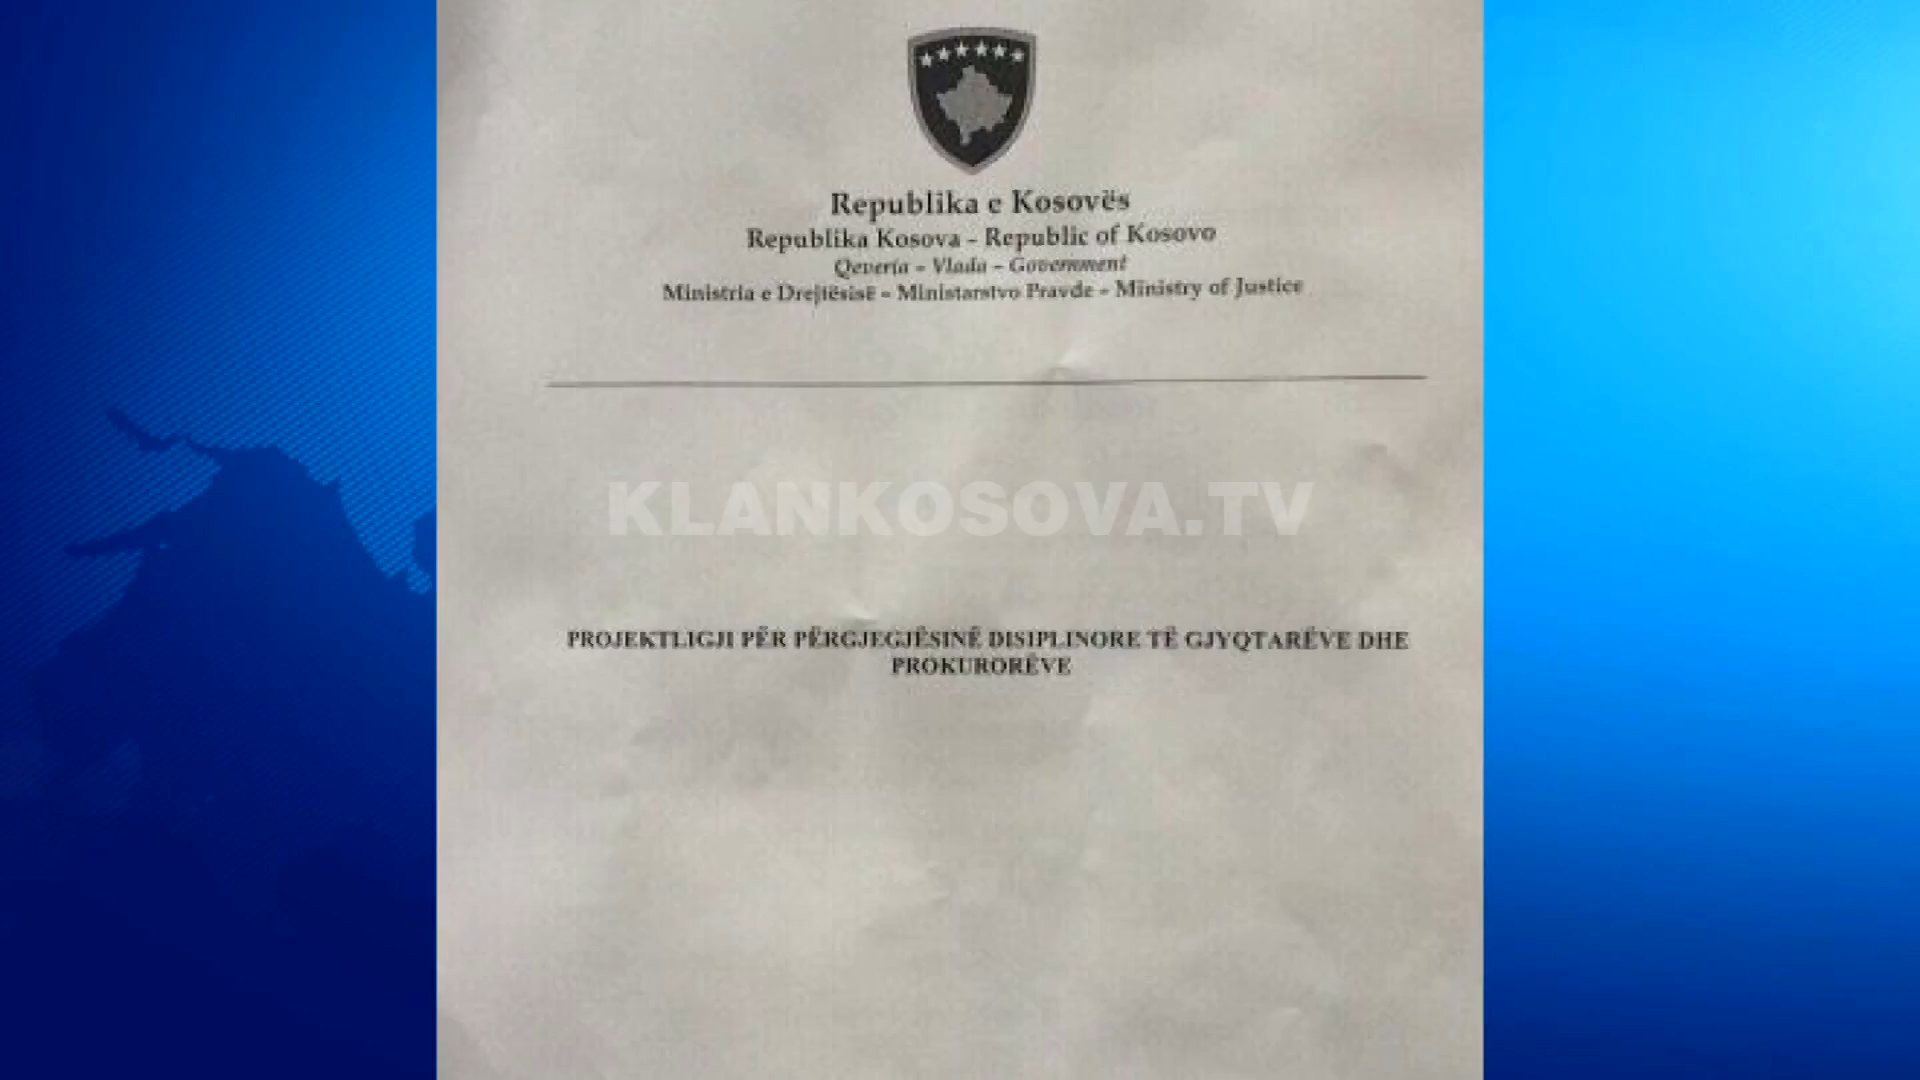 Republika e Kosovës
Republika Kosova - Republic of Kosovo
Qeveria - Vlada - Government
Ministria e Drejtësisë - Ministarstvo Pravde - Ministry of Justice
KLANKOSOVA.TV
PROJEKTLIGJI PËR PËRGJEGJËSINË DISIPLINORE TË GJYQTARËVE DHE
PROKURORËVE